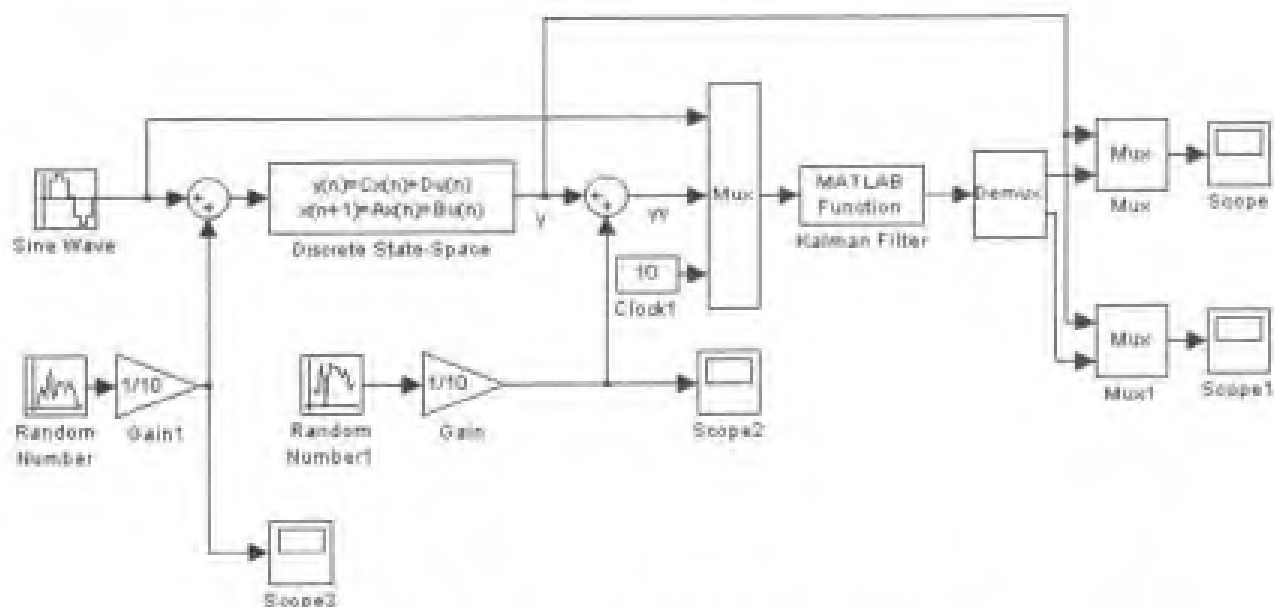 Sine Wave
y(n)=Cx(n)+Du(n)
x(n+1)=Ax(n)+Bu(n)
Discrete State-Space
y
yv
10
Clock1
Mux
MATLAB
Function
Kalman Filter
Demux
Mux
Mux
Scope
Mux
Mux1
Scope1
Random
Number
1/10
Gain1
Random
Number1
1/10
Gain
Scope2
Scope3